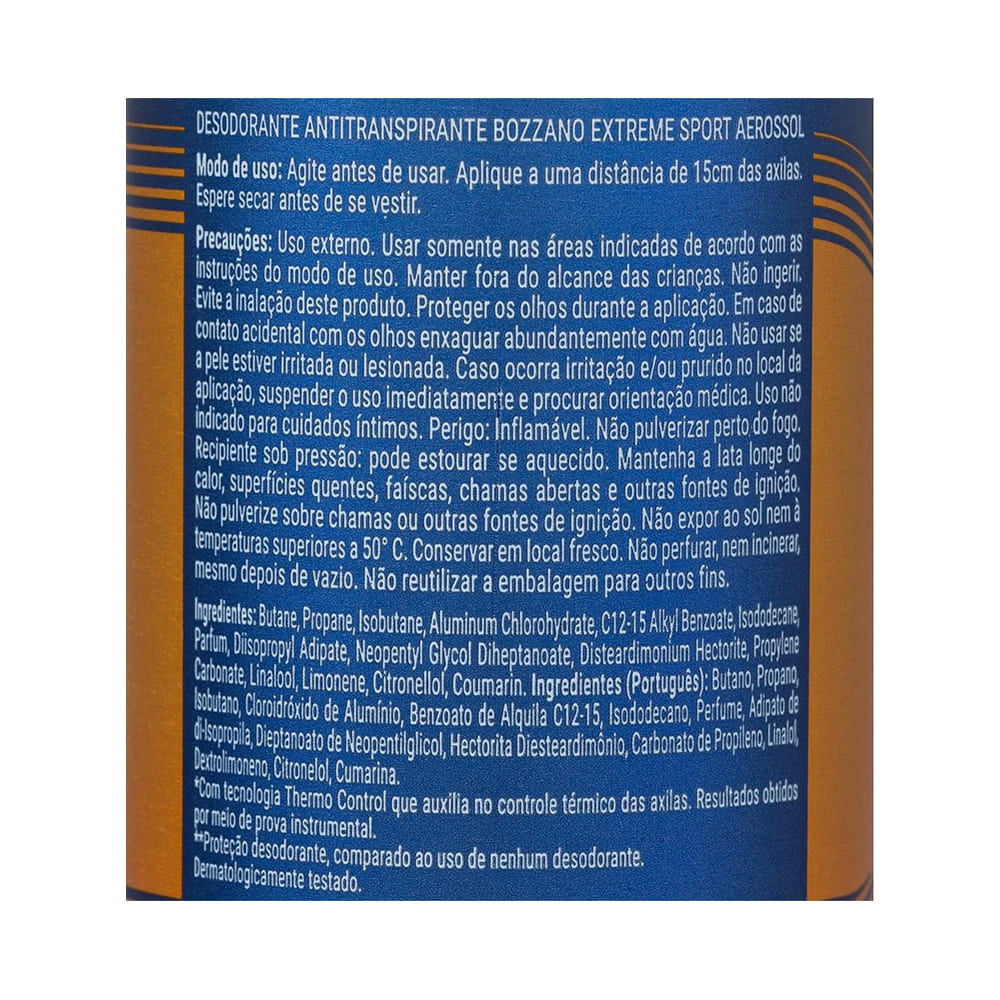 DESODORANTE ANTITRANSPIRANTE BOZZANO EXTREME SPORT AEROSSOL
Modo de uso: Agite antes de usar. Aplique a uma distância de 15cm das axilas.
Espere secar antes de se vestir.
Precauções: Uso externo. Usar somente nas áreas indicadas de acordo com as
instruções do modo de uso. Manter fora do alcance das crianças. Não ingerir.
Evite a inalação deste produto. Proteger os olhos durante a aplicação. Em caso de
contato acidental com os olhos enxaguar abundantemente com água. Não usar se
a pele estiver irritada ou lesionada. Caso ocorra irritação e/ou prurido no local da
aplicação, suspender o uso imediatamente e procurar orientação médica. Uso não
indicado para cuidados íntimos. Perigo: Inflamável. Não pulverizar perto do fogo.
Recipiente sob pressão: pode estourar se aquecido. Mantenha a lata longe do
calor, superfícies quentes, faíscas, chamas abertas e outras fontes de ignição.
Não pulverize sobre chamas ou outras fontes de ignição. Não expor ao sol nem à
temperaturas superiores a 50° C. Conservar em local fresco. Não perfurar, nem incinerar,
mesmo depois de vazio. Não reutilizar a embalagem para outros fins.
Ingredientes: Butane, Propane, Isobutane, Aluminum Chlorohydrate, C12-15 Alkyl Benzoate, Isododecane,
Parfum, Diisopropyl Adipate, Neopentyl Glycol Diheptanoate, Disteardimonium Hectorite, Propylene
Carbonate, Linalool, Limonene, Citronellol, Coumarin. Ingredientes (Português): Butano, Propano,
Isobutano, Cloroidróxido de Alumínio, Benzoato de Alquila C12-15, Isododecano, Perfume, Adipato de
di-Isopropila, Dieptanoato de Neopentilglicol, Hectorita Diesteardimônio, Carbonato de Propileno, Linalol,
Dextrolimoneno, Citronelol, Cumarina.
*Com tecnologia Thermo Control que auxilia no controle térmico das axilas. Resultados obtidos
por meio de prova instrumental.
**Proteção desodorante, comparado ao uso de nenhum desodorante.
Dermatologicamente testado.